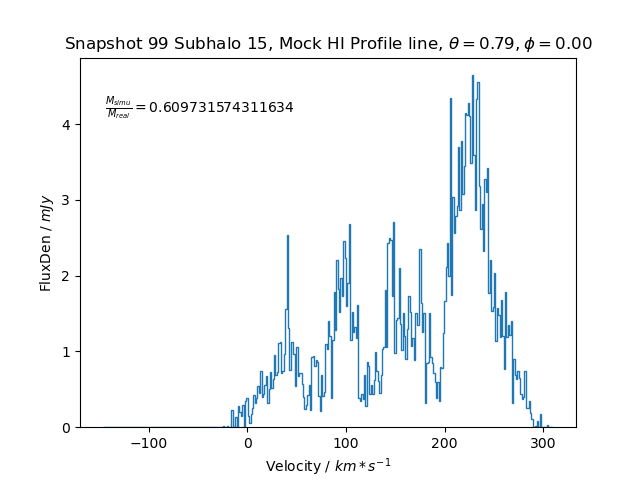 Snapshot 99 Subhalo 15, Mock HI Profile line, θ = 0.79, ϕ = 0.00
M_simu/M_real = 0.609731574311634
FluxDen / mJy
4
3
2
1
0
−100 0 100 200 300
Velocity / km * s⁻¹